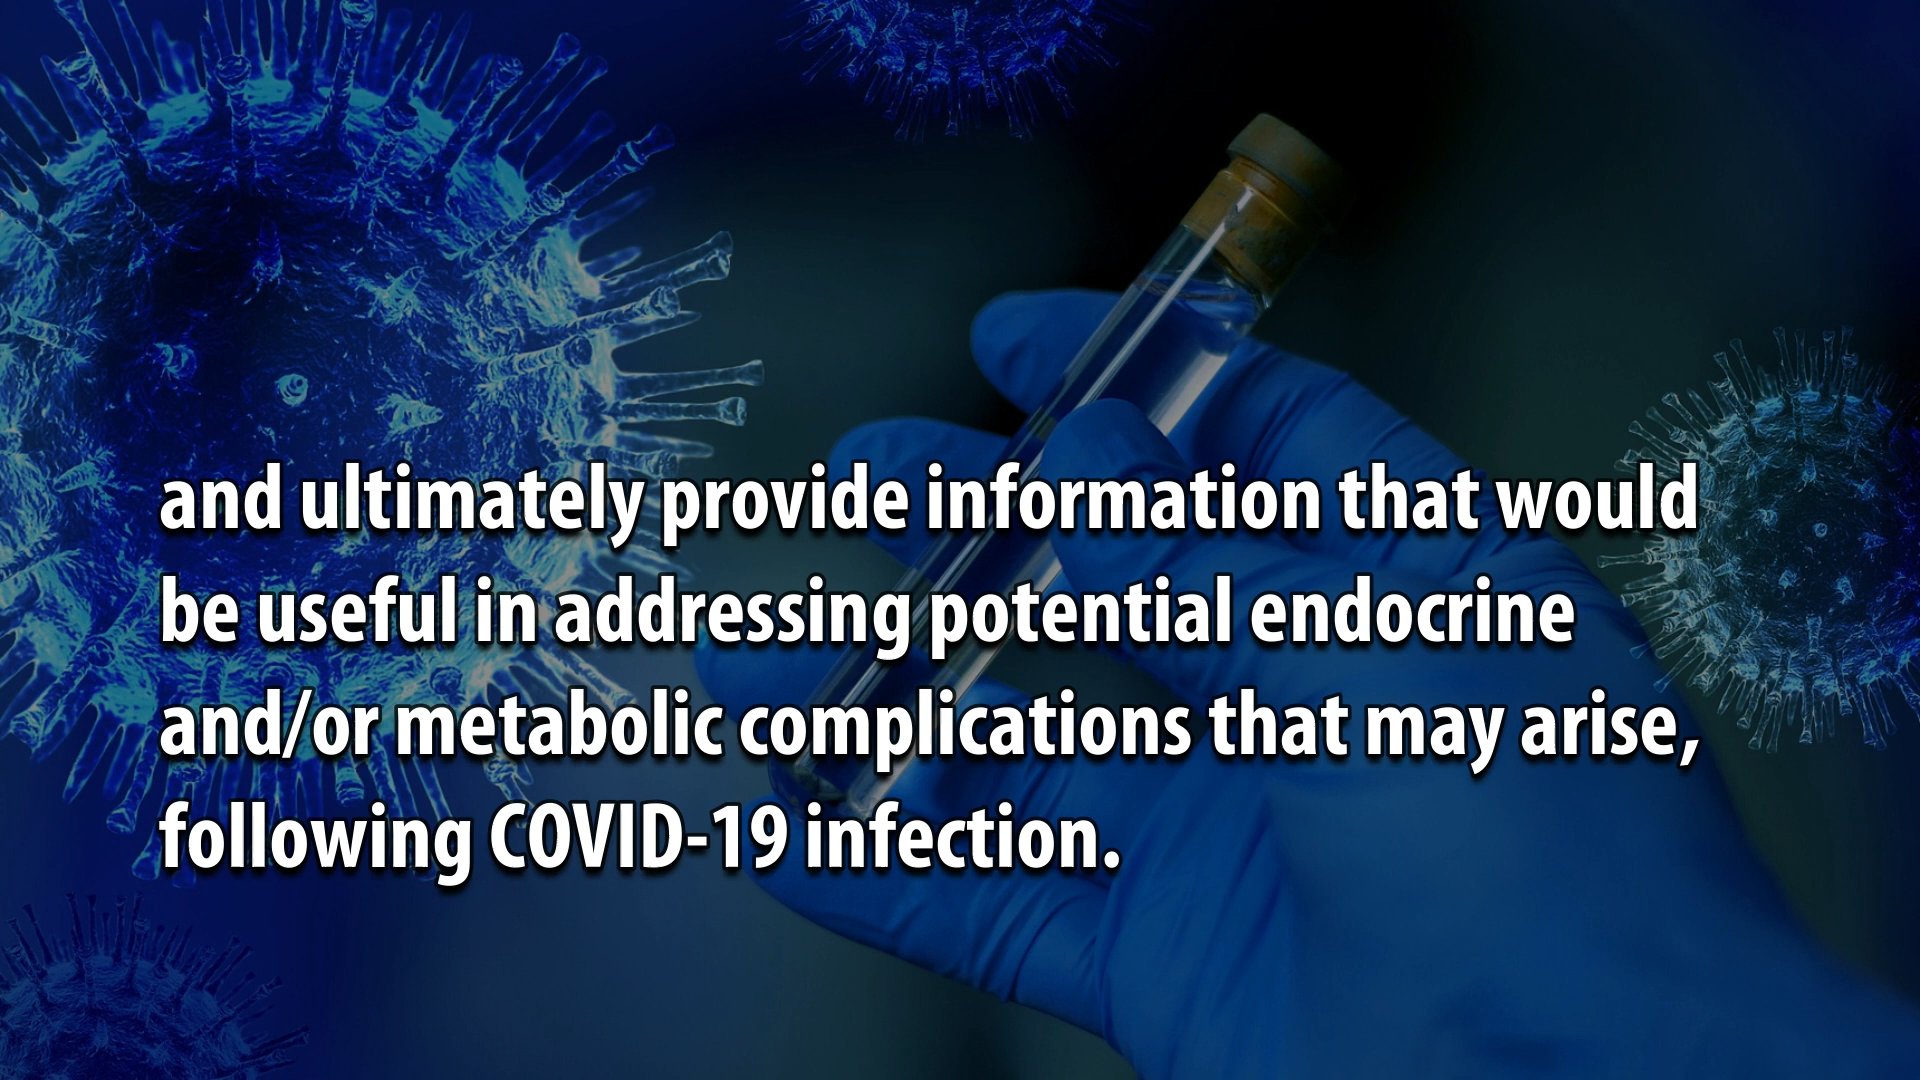 and ultimately provide information that would
be useful in addressing potential endocrine
and/or metabolic complications that may arise,
following COVID-19 infection.